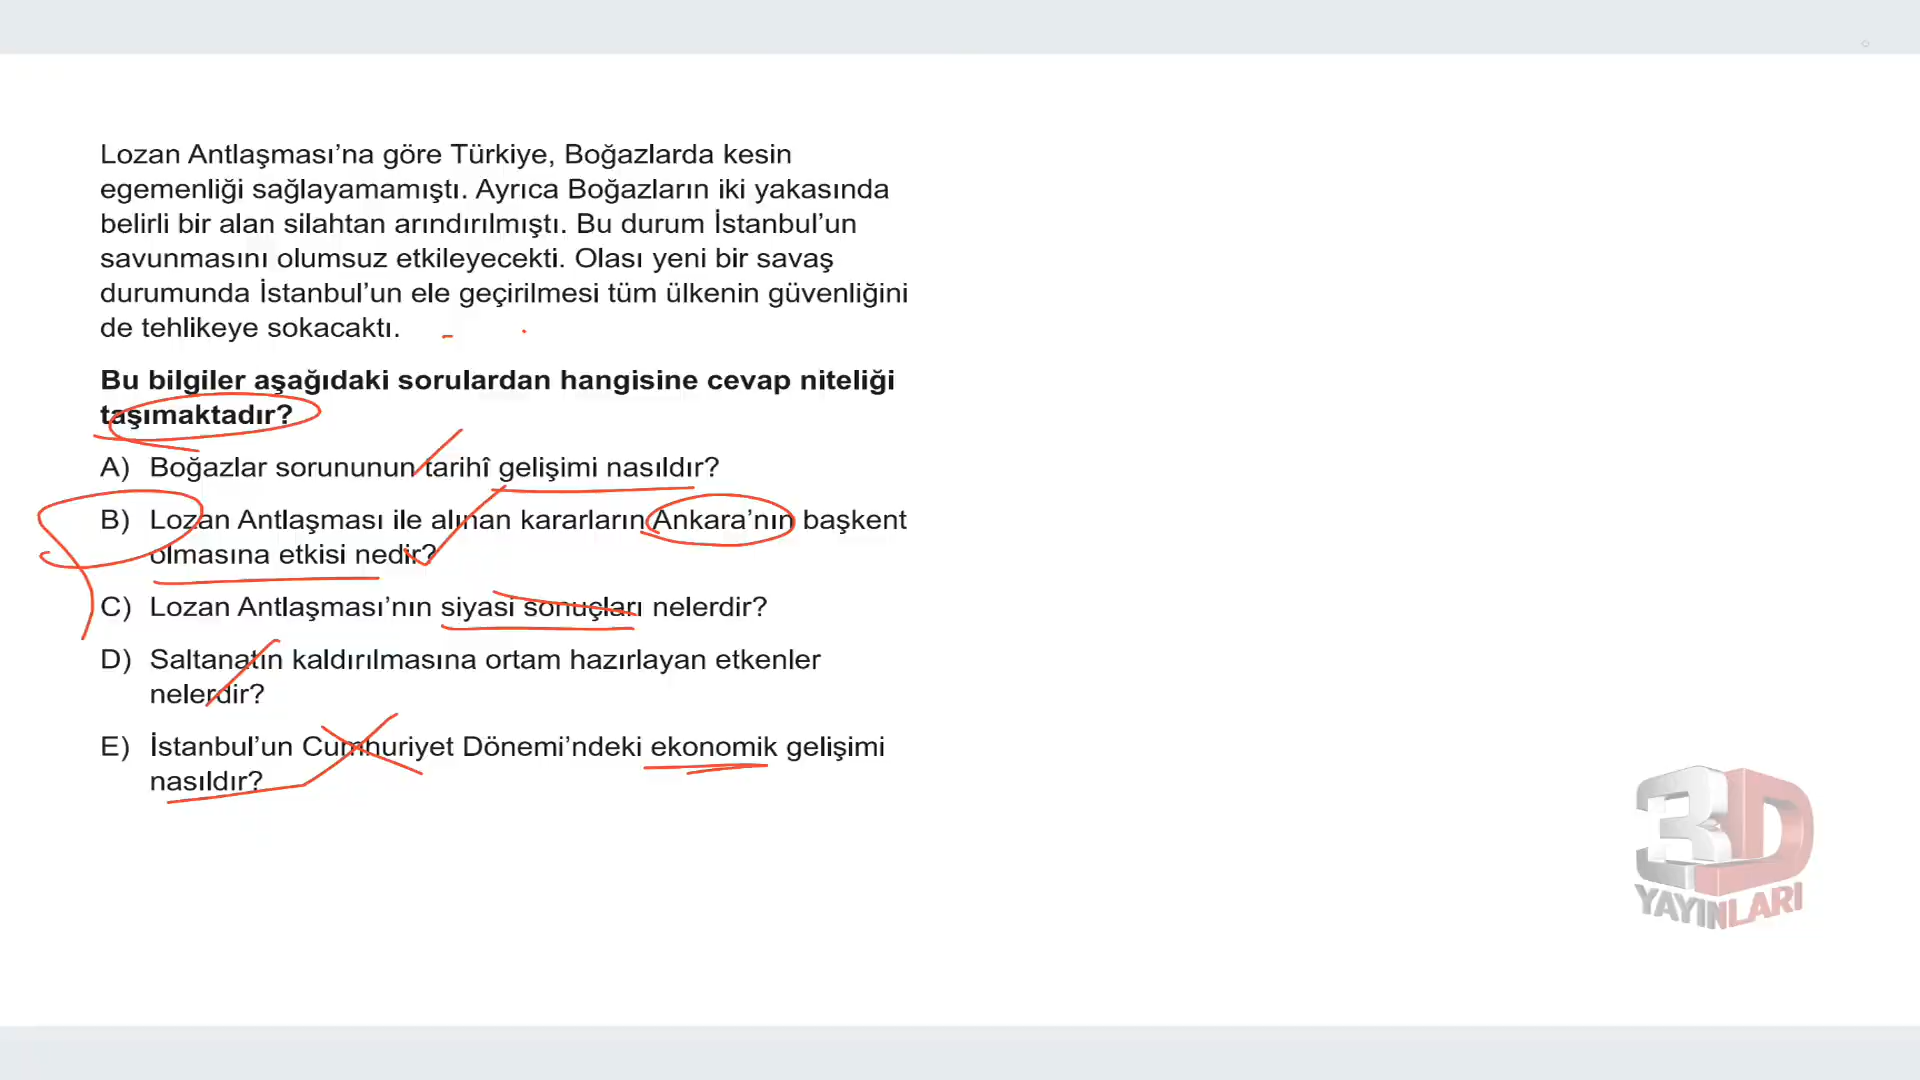 Lozan Antlaşması’na göre Türkiye, Boğazlarda kesin
egemenliği sağlayamamıştı. Ayrıca Boğazların iki yakasında
belirli bir alan silahtan arındırılmıştı. Bu durum İstanbul’un
savunmasını olumsuz etkileyecekti. Olası yeni bir savaş
durumunda İstanbul’un ele geçirilmesi tüm ülkenin güvenliğini
de tehlikeye sokacaktı.
Bu bilgiler aşağıdaki sorulardan hangisine cevap niteliği
taşımaktadır?
A) Boğazlar sorununun tarihî gelişimi nasıldır?
B) Lozan Antlaşması ile alınan kararların Ankara’nın başkent
olmasına etkisi nedir?
C) Lozan Antlaşması’nın siyasi sonuçları nelerdir?
D) Saltanatın kaldırılmasına ortam hazırlayan etkenler
nelerdir?
E) İstanbul’un Cumhuriyet Dönemi’ndeki ekonomik gelişimi
nasıldır?
3D
YAYINLARI